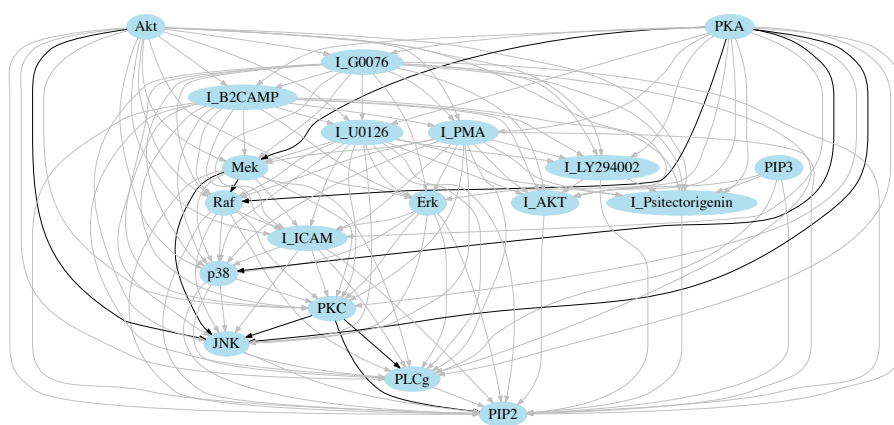 Akt
PKA
I_G0076
I_B2CAMP
I_U0126
I_PMA
Mek
I_LY294002
PIP3
Raf
Erk
I_AKT
I_Psitectorigenin
I_ICAM
p38
PKC
JNK
PLCg
PIP2